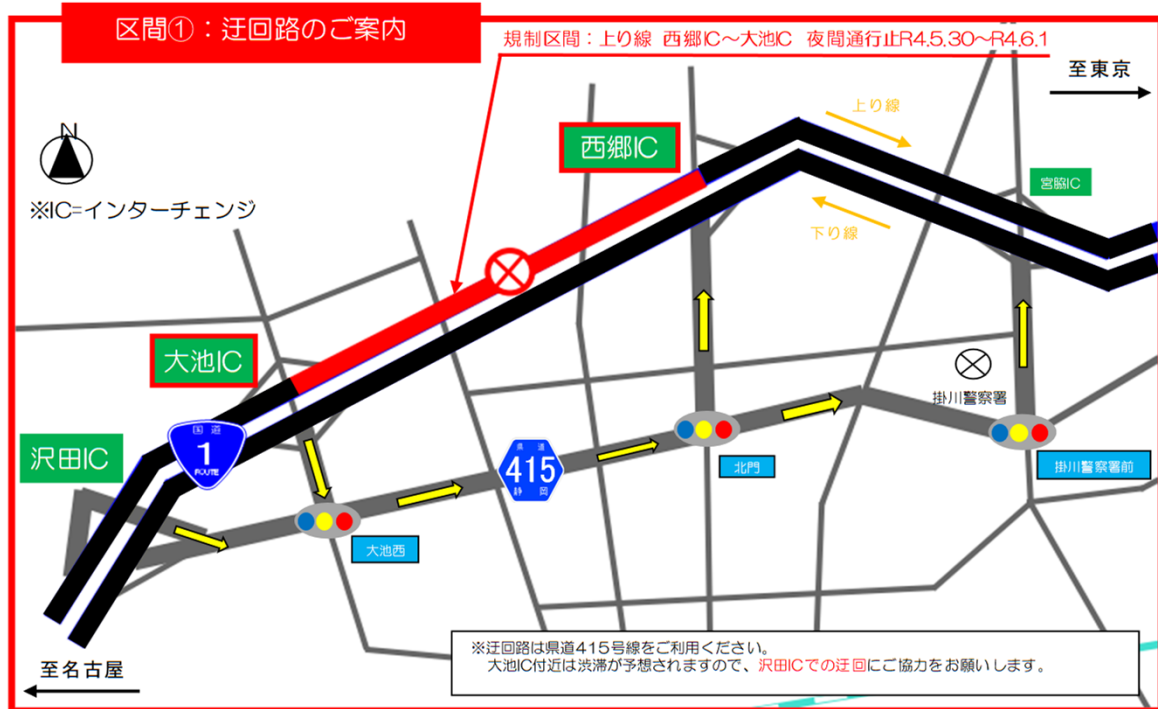 区間①：迂回路のご案内
規制区間：上り線 西郷IC～大池IC 夜間通行止R4.5.30～R4.6.1
至東京
N
※IC=インターチェンジ
上り線
西郷IC
宮脇IC
下り線
大池IC
掛川警察署
国道
1
ROUTE
沢田IC
県道
415
静岡
北門
掛川警察署前
大池西
※迂回路は県道415号線をご利用ください。
大池IC付近は渋滞が予想されますので、沢田ICでの迂回にご協力をお願いします。
至名古屋